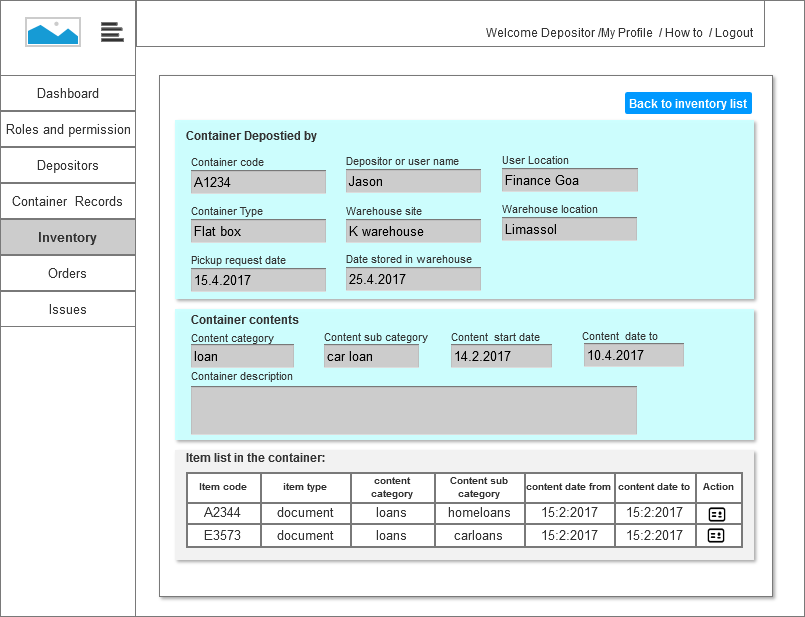 Welcome Depositor /My Profile / How to / Logout
Dashboard
Roles and permission
Depositors
Container Records
Inventory
Orders
Issues
Back to inventory list
Container Depostied by
Container code
Depositor or user name
User Location
A1234
Jason
Finance Goa
Container Type
Warehouse site
Warehouse location
Flat box
K warehouse
Limassol
Pickup request date
Date stored in warehouse
15.4.2017
25.4.2017
Container contents
Content category
Content sub category
Content start date
Content date to
loan
car loan
14.2.2017
10.4.2017
Container description
Item list in the container:
Item code
item type
content
category
Content sub
category
content date from
content date to
Action
A2344
document
loans
homeloans
15:2:2017
15:2:2017
E3573
document
loans
carloans
15:2:2017
15:2:2017